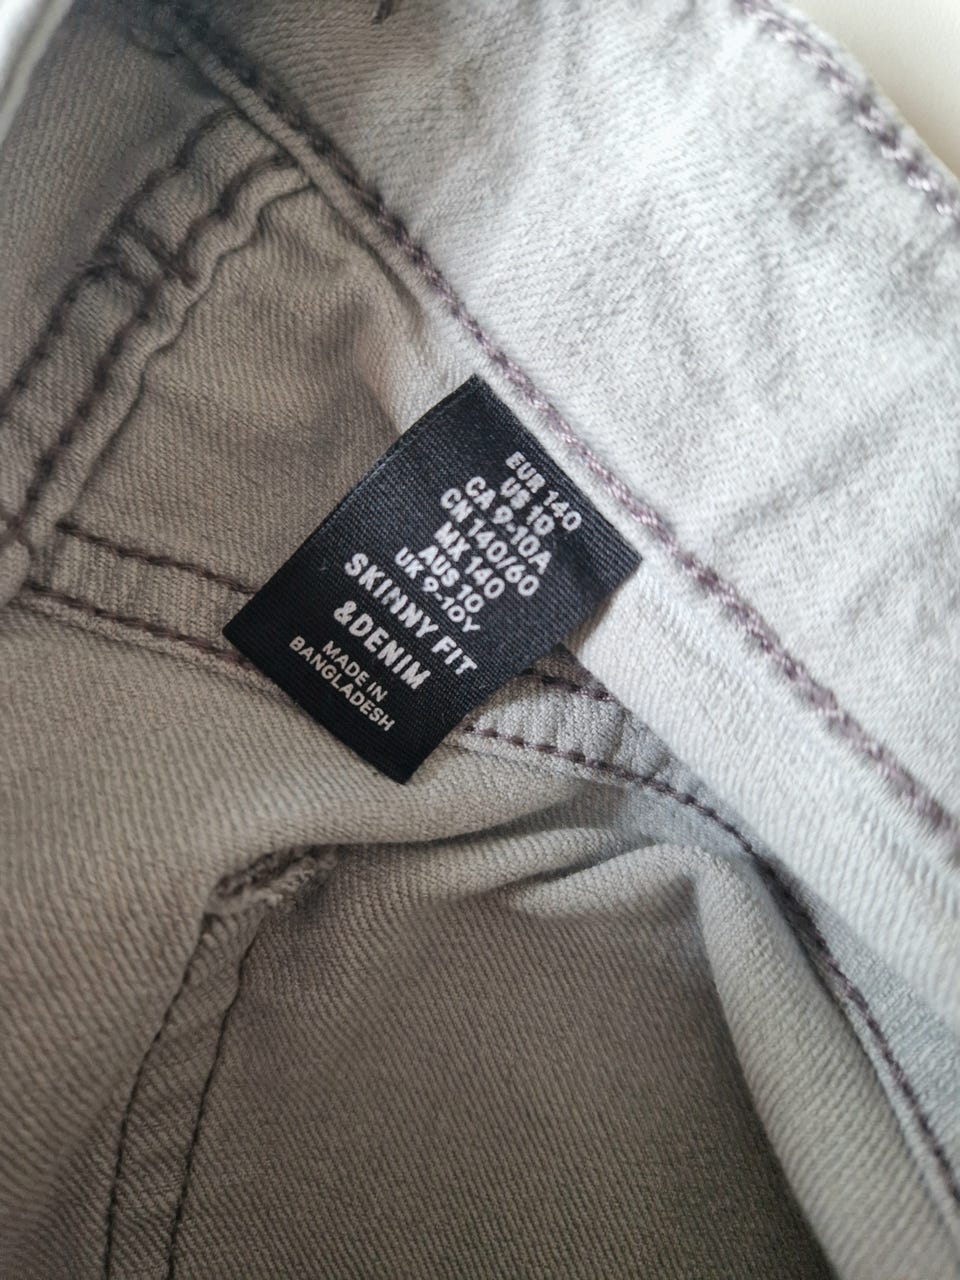 EUR 140
US 10
CA 9-10A
CN 140/60
MX 140
AUS 10
UK 9-10Y
SKINNY FIT
&DENIM
MADE IN
BANGLADESH